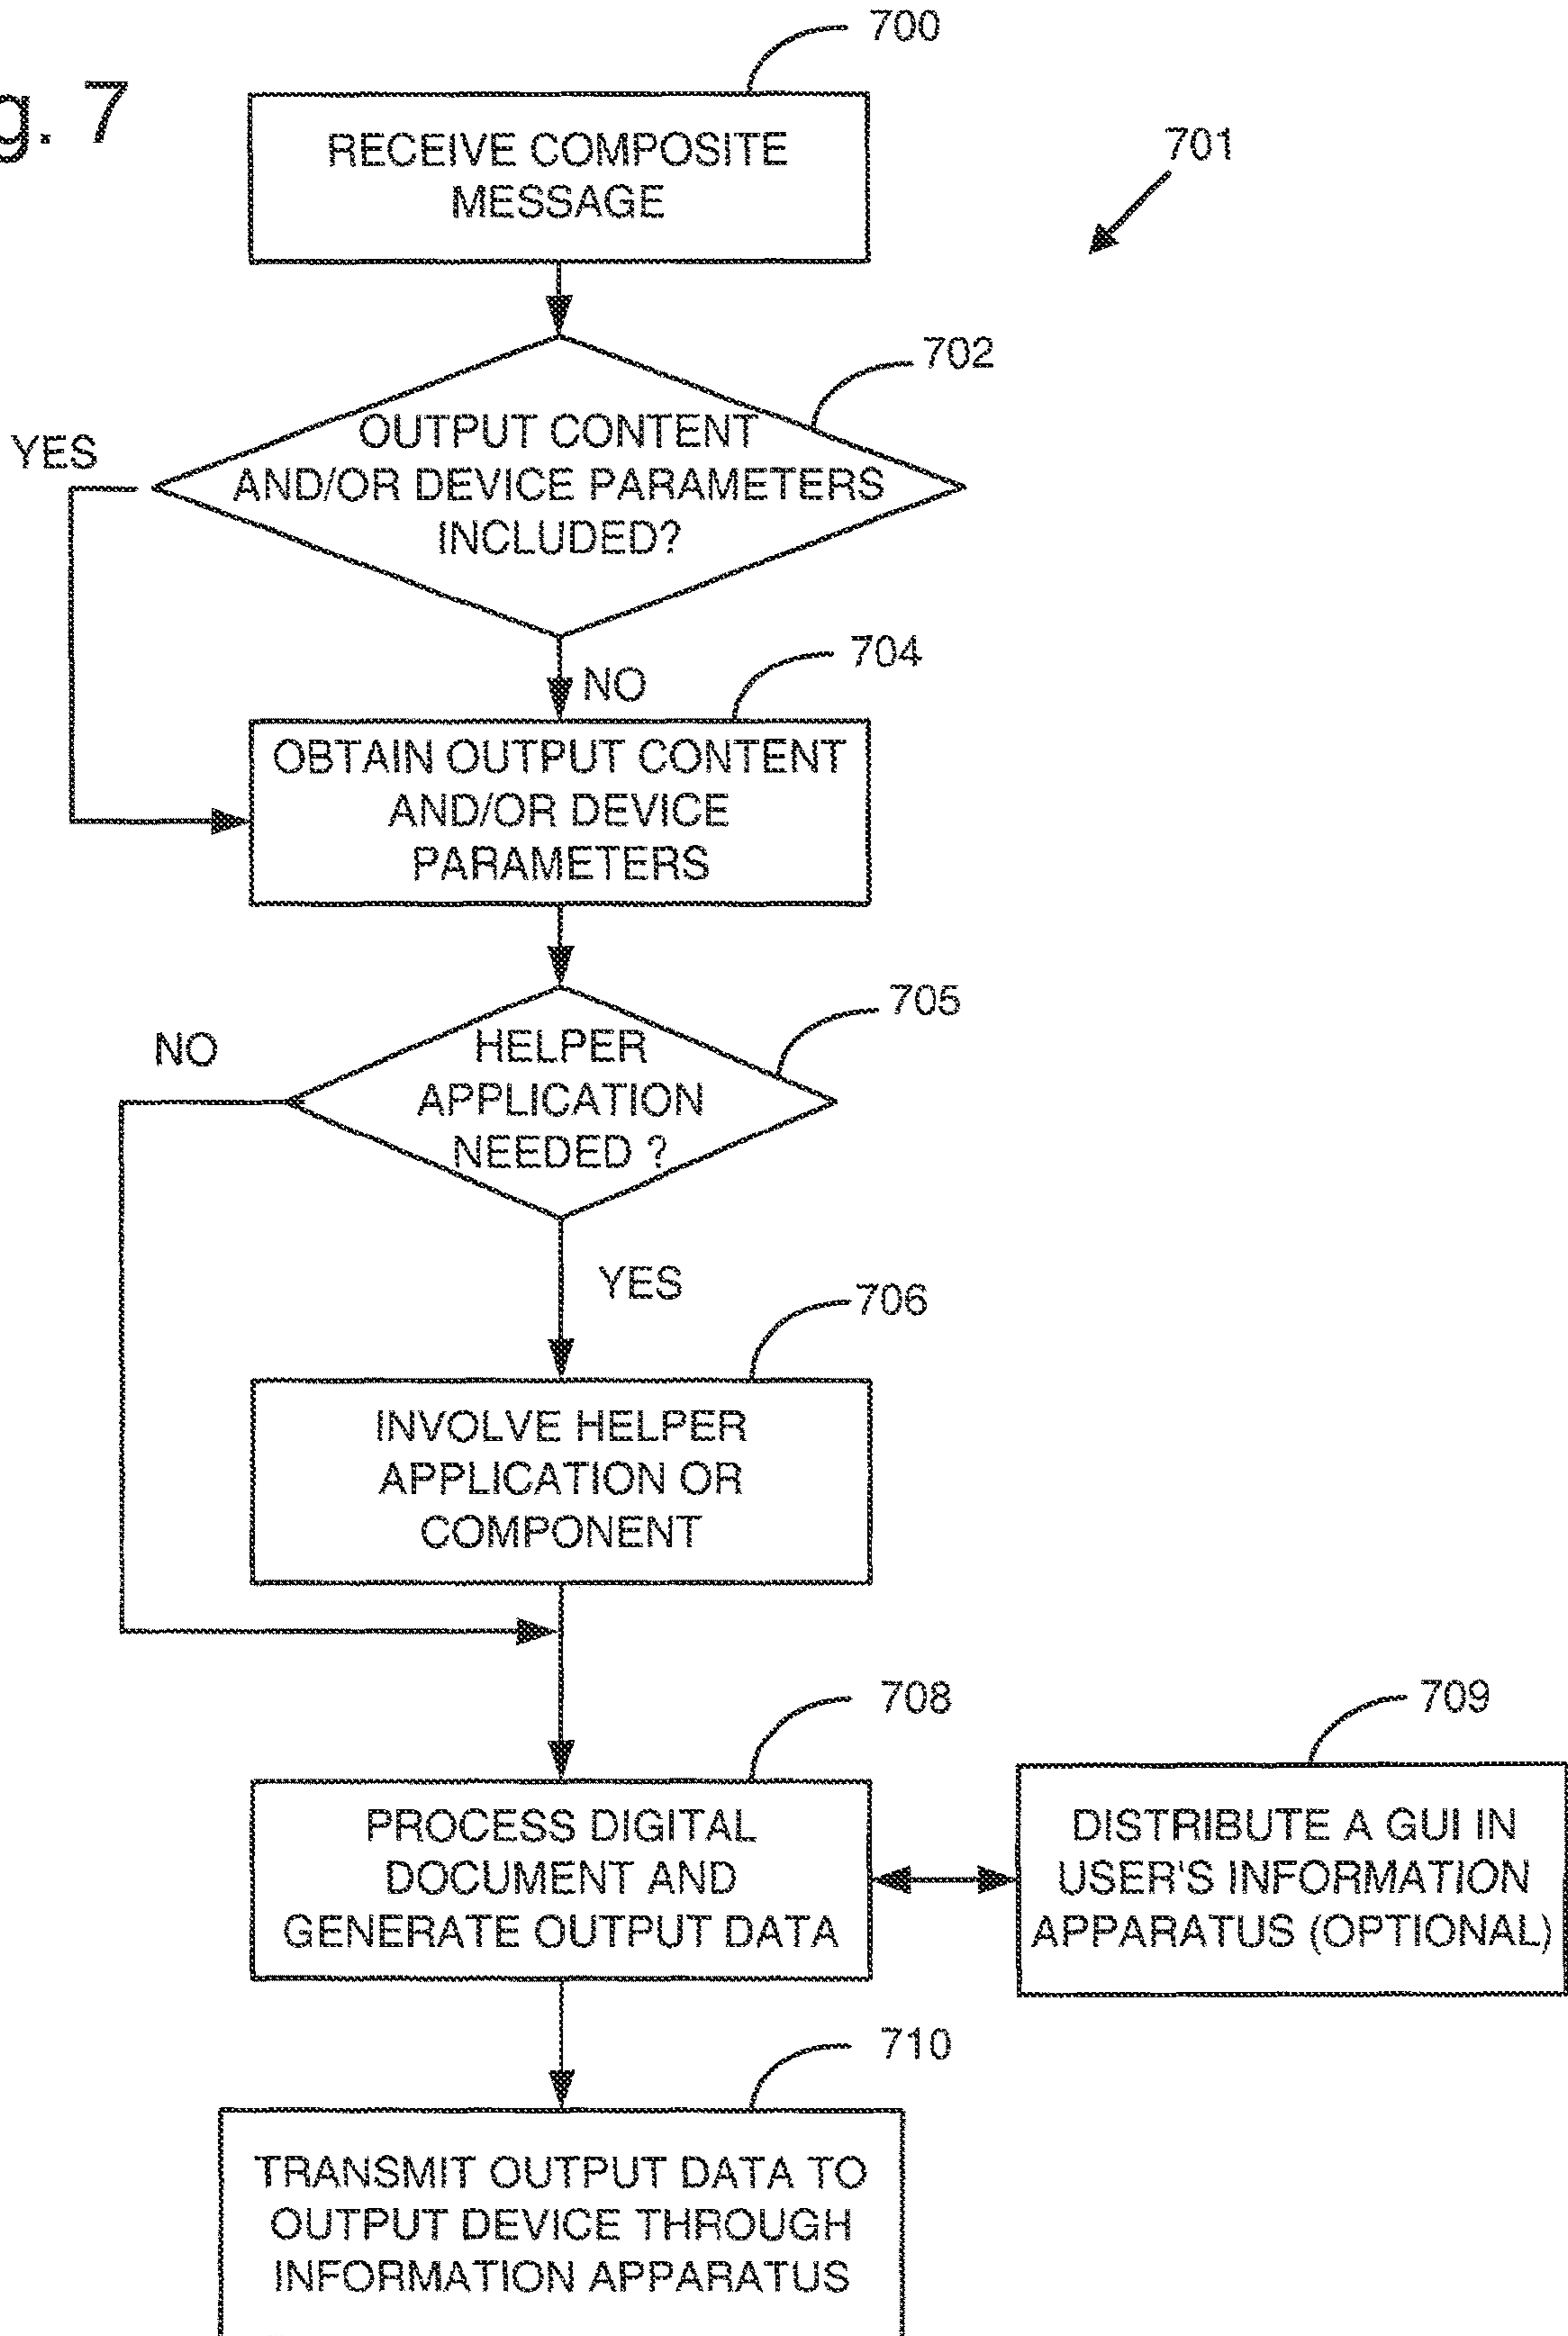 g. 7
700
RECEIVE COMPOSITE
MESSAGE
701
702
OUTPUT CONTENT
AND/OR DEVICE PARAMETERS
INCLUDED?
YES
NO
704
OBTAIN OUTPUT CONTENT
AND/OR DEVICE
PARAMETERS
705
HELPER
APPLICATION
NEEDED ?
NO
YES
706
INVOLVE HELPER
APPLICATION OR
COMPONENT
708
PROCESS DIGITAL
DOCUMENT AND
GENERATE OUTPUT DATA
709
DISTRIBUTE A GUI IN
USER'S INFORMATION
APPARATUS (OPTIONAL)
710
TRANSMIT OUTPUT DATA TO
OUTPUT DEVICE THROUGH
INFORMATION APPARATUS